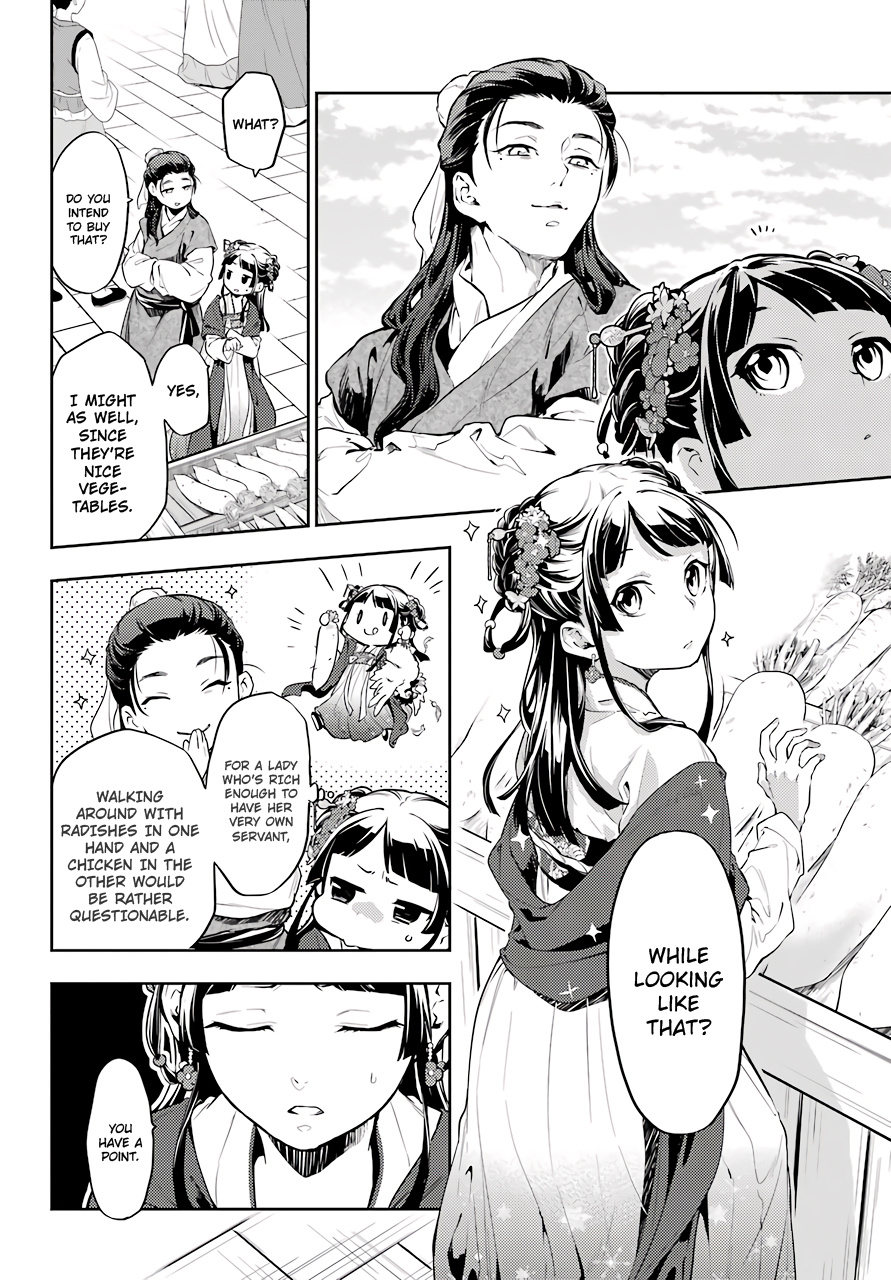 WHAT?
DO YOU
INTEND
TO BUY
THAT?
YES,
I MIGHT
AS WELL,
SINCE
THEY'RE
NICE
VEGE-
TABLES.
WHILE
LOOKING
LIKE
THAT?
FOR A LADY
WHO'S RICH
ENOUGH TO
HAVE HER
VERY OWN
SERVANT,
WALKING
AROUND WITH
RADISHES IN ONE
HAND AND A
CHICKEN IN THE
OTHER WOULD
BE RATHER
QUESTIONABLE.
YOU
HAVE A
POINT.